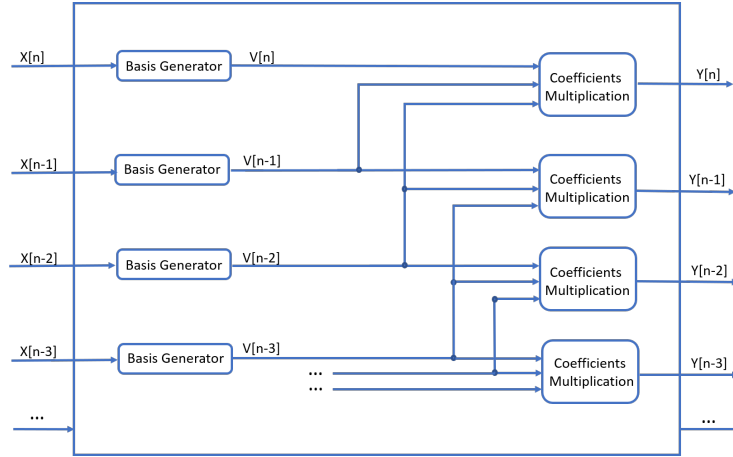 X[n]
Basis Generator
V[n]
Coefficients
Multiplication
Y[n]
X[n-1]
Basis Generator
V[n-1]
Coefficients
Multiplication
Y[n-1]
X[n-2]
Basis Generator
V[n-2]
Coefficients
Multiplication
Y[n-2]
X[n-3]
Basis Generator
V[n-3]
...
...
Coefficients
Multiplication
Y[n-3]
...
...